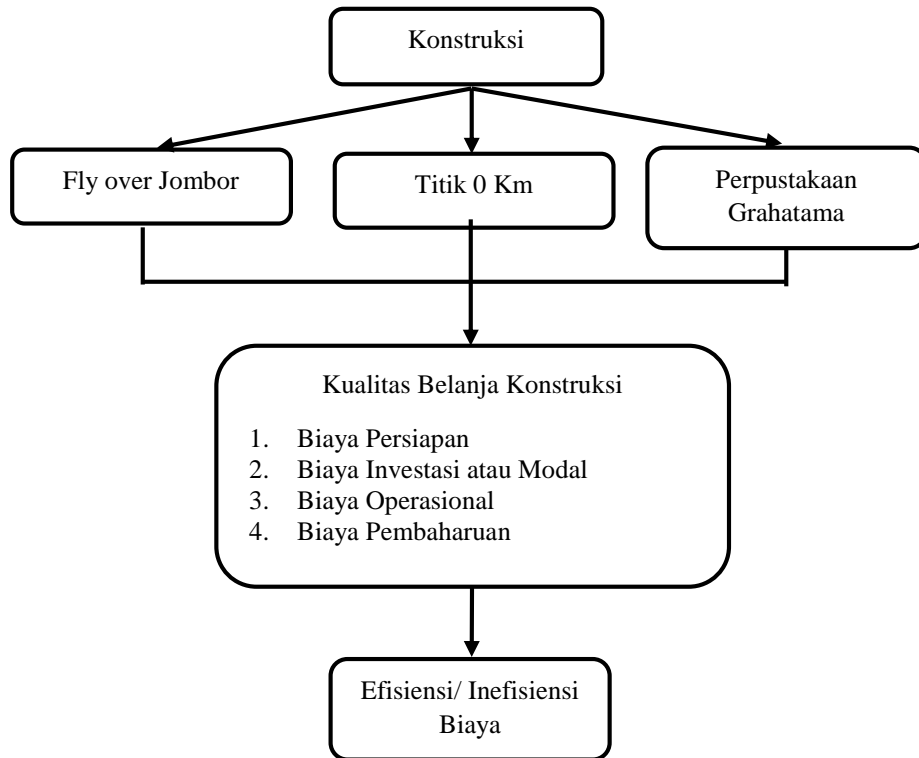 Konstruksi
Fly over Jombor
Titik 0 Km
Perpustakaan
Grahatama
Kualitas Belanja Konstruksi
1. Biaya Persiapan
2. Biaya Investasi atau Modal
3. Biaya Operasional
4. Biaya Pembaharuan
Efisiensi/ Inefisiensi
Biaya